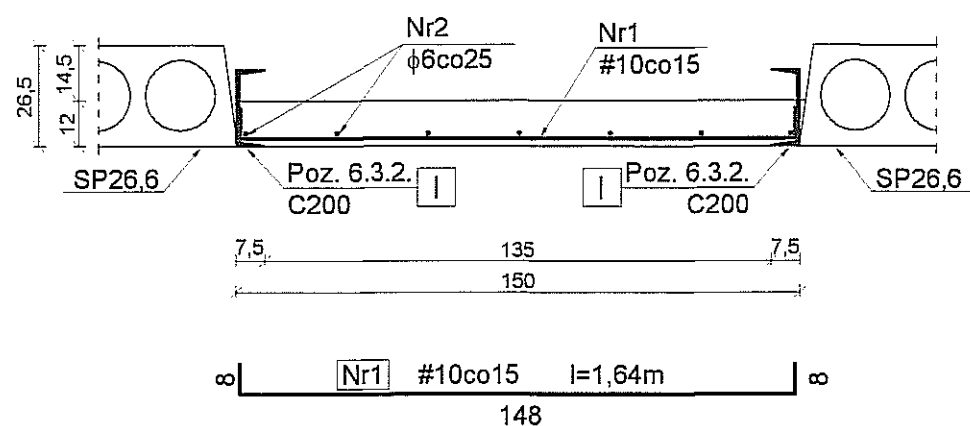 Nr2
φ6co25
Nr1
#10co15
26,5
14,5
12
SP26,6
Poz. 6.3.2.
C200
I
I
Poz. 6.3.2.
C200
SP26,6
7,5
135
7,5
150
8
Nr1 #10co15 l=1,64m
8
148